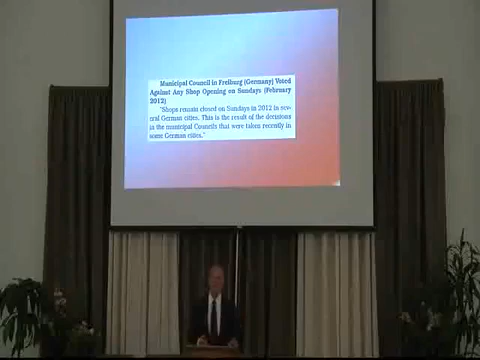 Municipal Council in Freiburg (Germany) Voted
Against Any Shop Opening on Sundays (February
2012)
"Shops remain closed on Sundays in 2012 in sev-
eral German cities. This is the result of the decisions
in the municipal Councils that were taken recently in
some German cities."